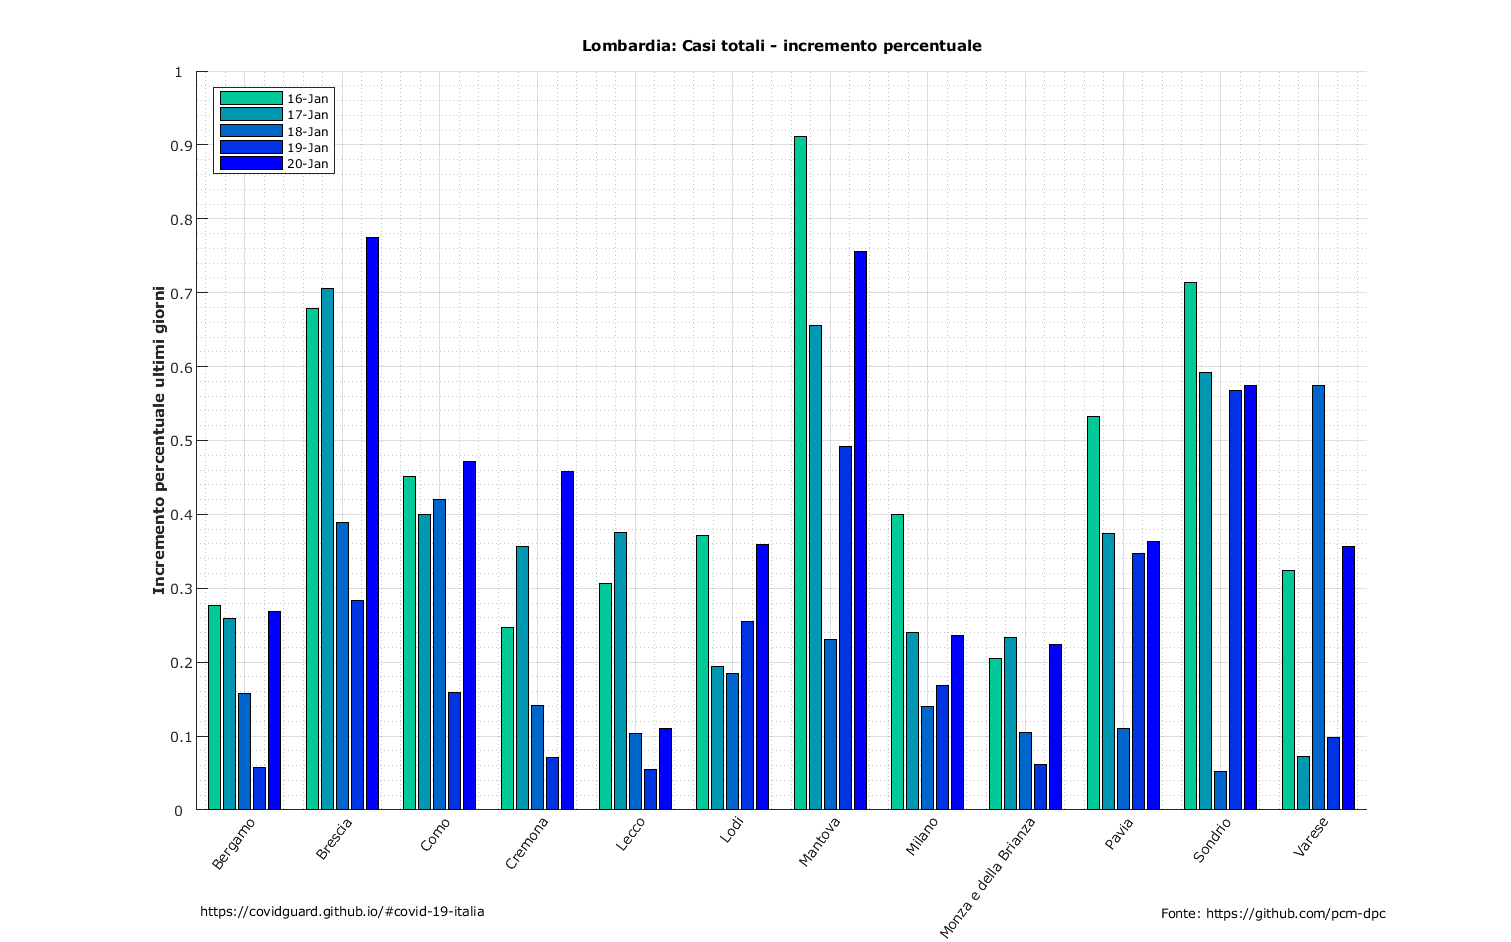 Lombardia: Casi totali - incremento percentuale
Incremento percentuale ultimi giorni
1
0.9
0.8
0.7
0.6
0.5
0.4
0.3
0.2
0.1
0
16-Jan
17-Jan
18-Jan
19-Jan
20-Jan
Bergamo
Brescia
Como
Cremona
Lecco
Lodi
Mantova
Milano
Monza e della Brianza
Pavia
Sondrio
Varese
https://covidguard.github.io/#covid-19-italia
Fonte: https://github.com/pcm-dpc